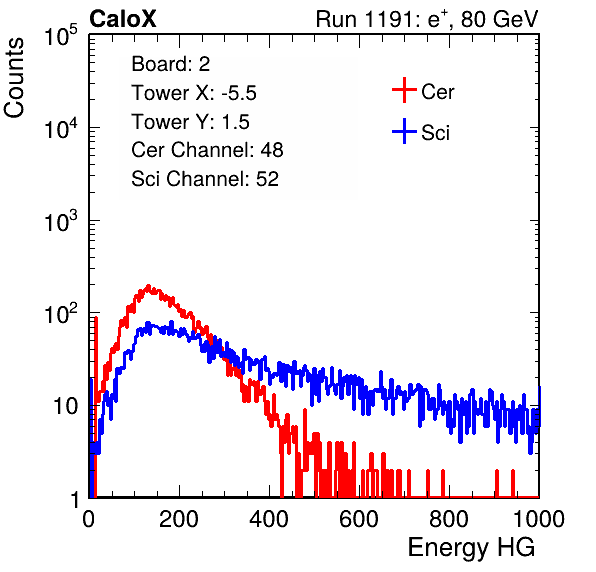 CaloX Run 1191: e⁺, 80 GeV
Counts
10⁵
10⁴
10³
10²
10
1
Board: 2
Tower X: -5.5
Tower Y: 1.5
Cer Channel: 48
Sci Channel: 52
Cer
Sci
0 200 400 600 800 1000
Energy HG